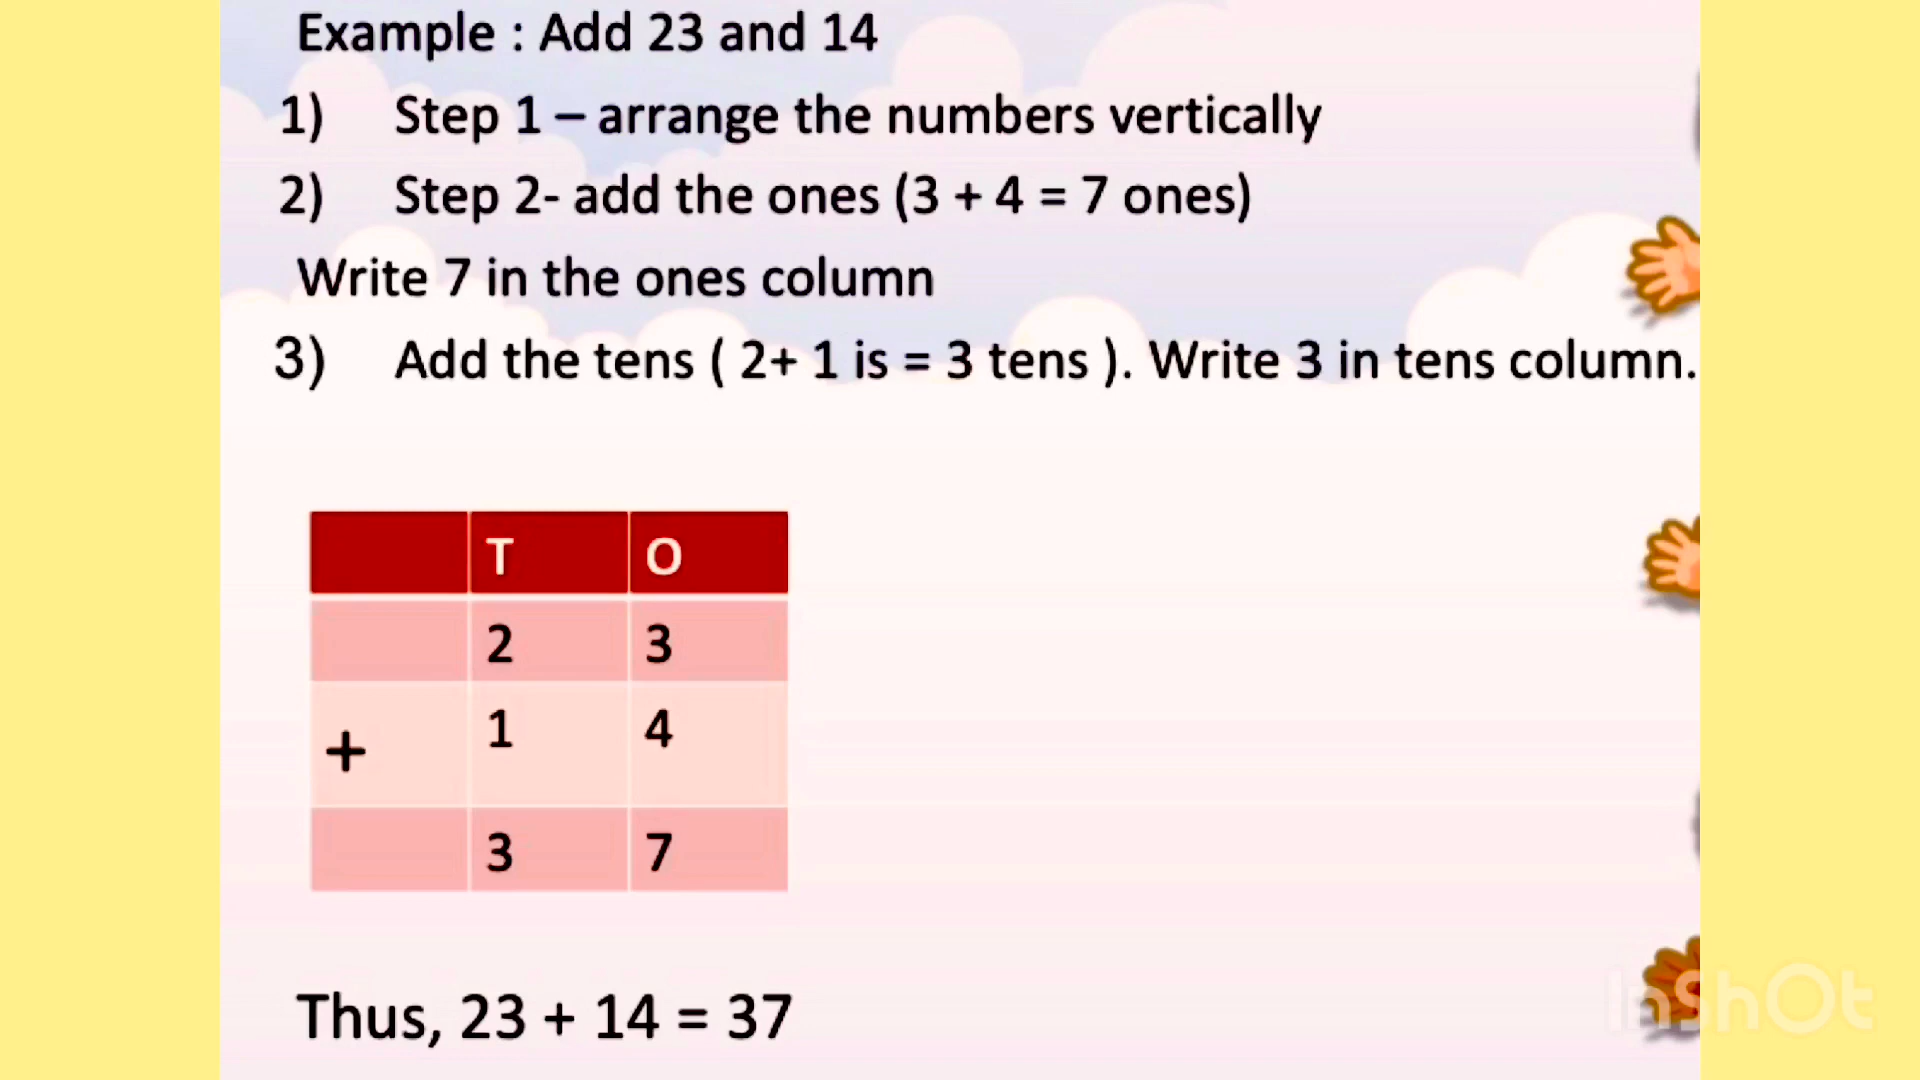 Example : Add 23 and 14
1) Step 1 – arrange the numbers vertically
2) Step 2- add the ones (3 + 4 = 7 ones)
Write 7 in the ones column
3) Add the tens ( 2+ 1 is = 3 tens ). Write 3 in tens column.
T O
2 3
+ 1 4
3 7
Thus, 23 + 14 = 37
InShOt